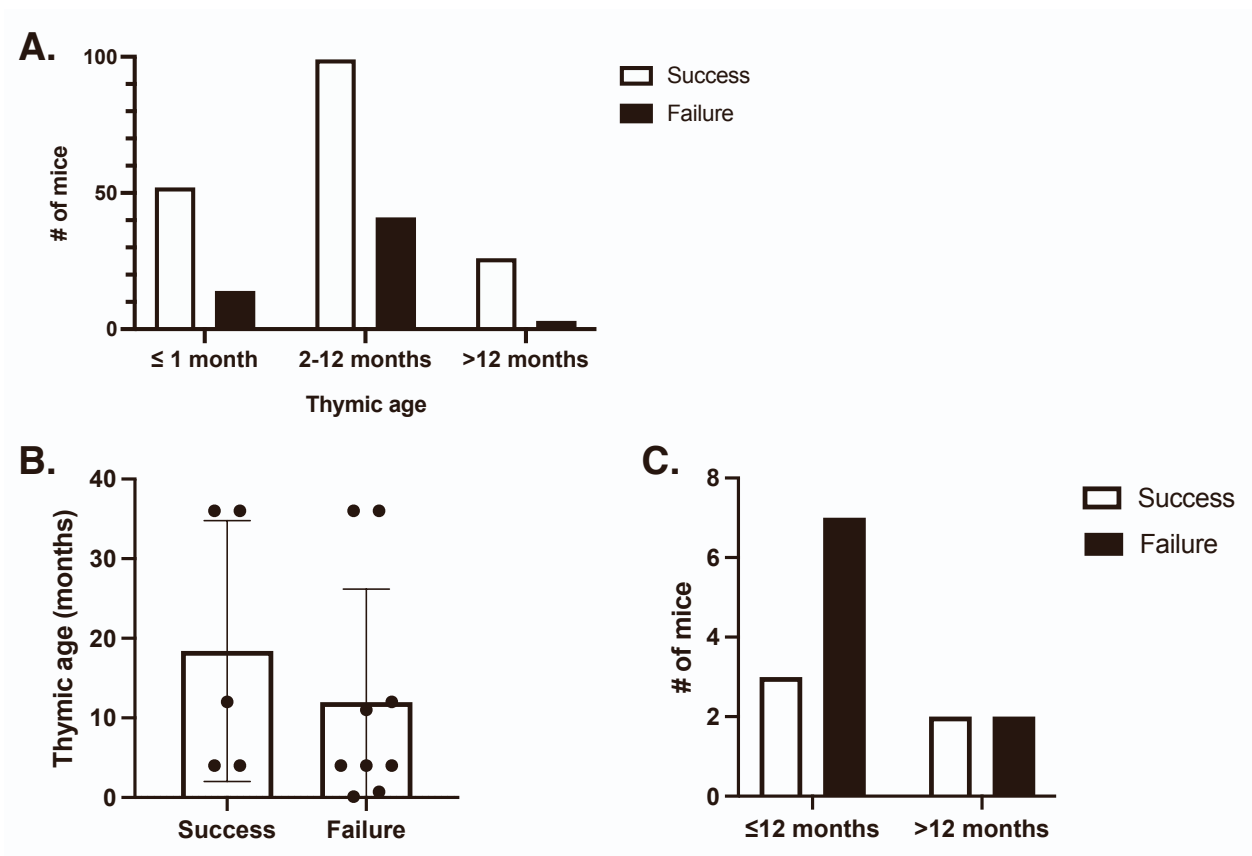 A.
100
50
0
# of mice
≤ 1 month 2-12 months >12 months
Thymic age
Success
Failure
B.
40
30
20
10
0
Thymic age (months)
Success Failure
C.
8
6
4
2
0
# of mice
≤12 months >12 months
Success
Failure